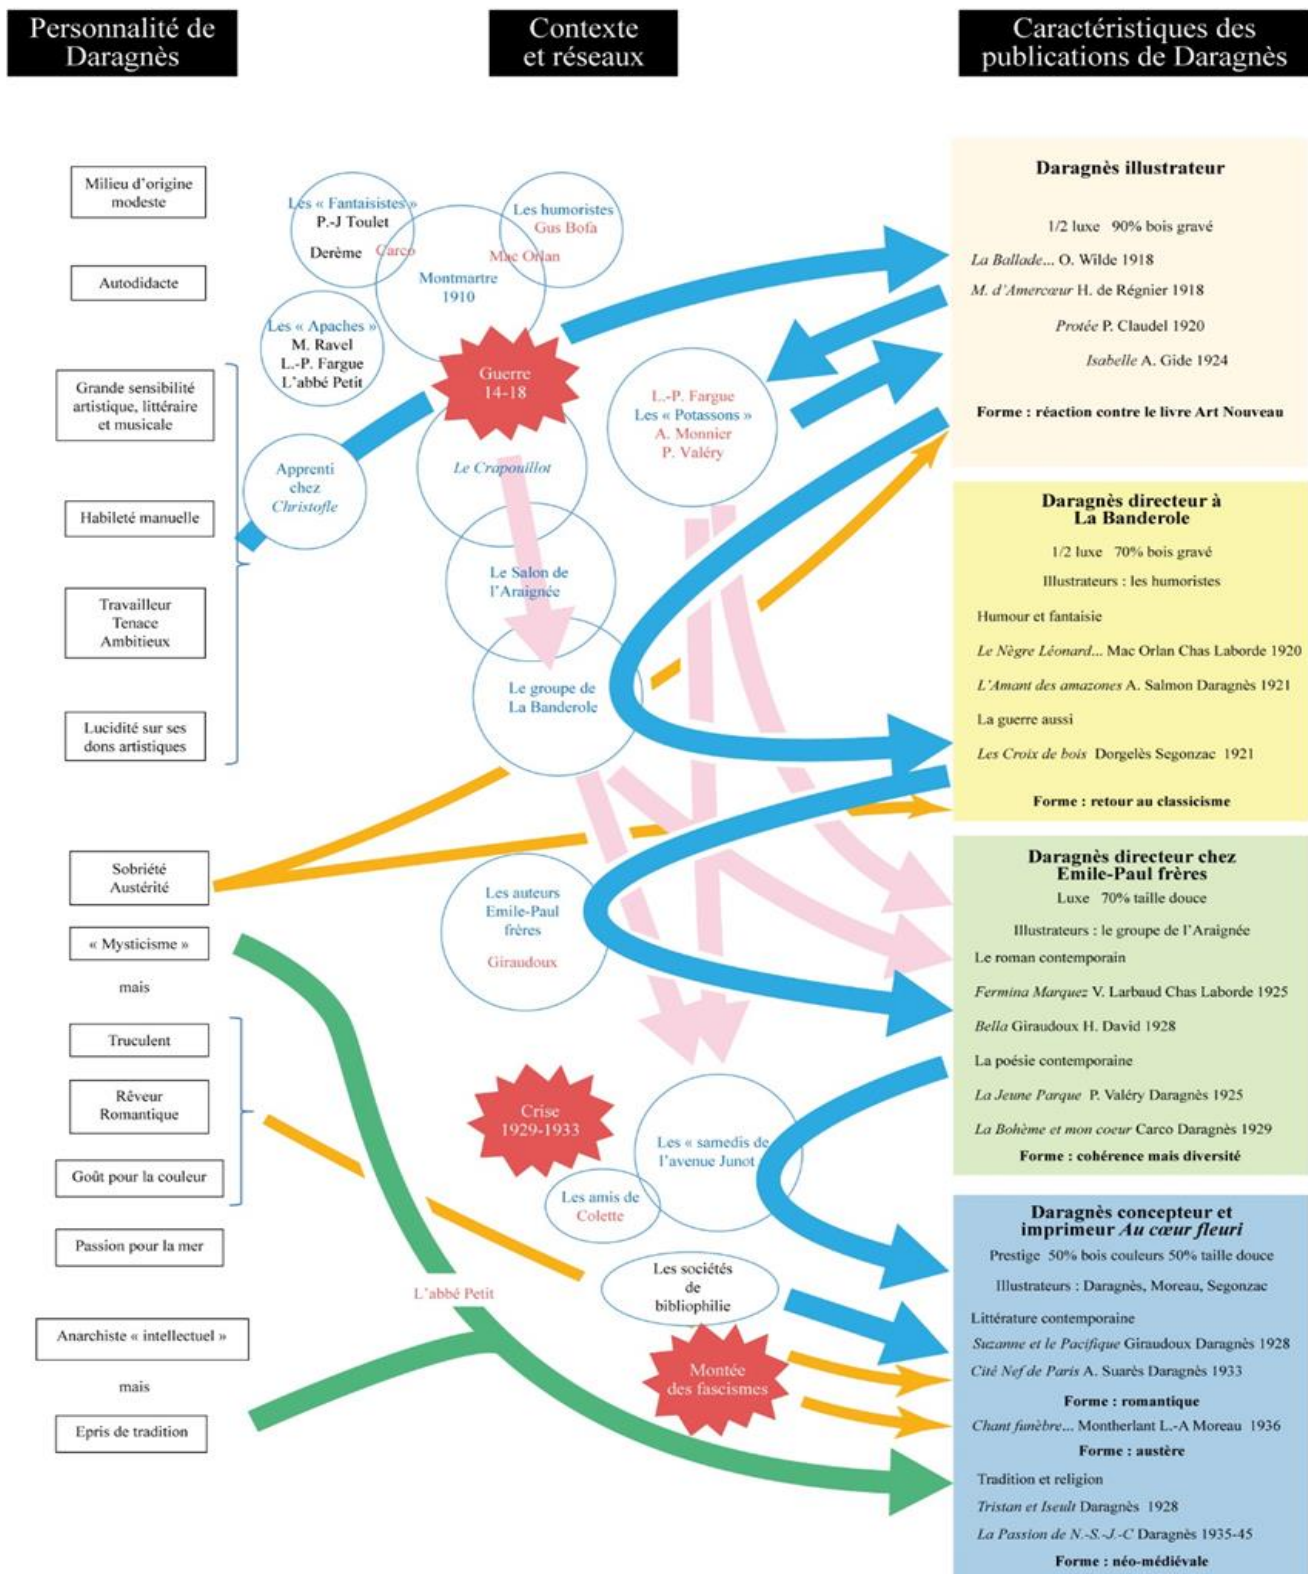 Personnalité de
Daragnès
Contexte
et réseaux
Caractéristiques des
publications de Daragnès
Milieu d'origine
modeste
Autodidacte
Grande sensibilité
artistique, littéraire
et musicale
Habileté manuelle
Travailleur
Tenace
Ambitieux
Lucidité sur ses
dons artistiques
Sobriété
Austérité
« Mysticisme »
mais
Truculent
Rêveur
Romantique
Goût pour la couleur
Passion pour la mer
Anarchiste « intellectuel »
mais
Epris de tradition
Les « Fantaisistes »
P.-J Toulet
Derème Carco
Les humoristes
Gus Bofa
Mac Orlan
Montmartre
1910
Les « Apaches »
M. Ravel
L.-P. Fargue
L'abbé Petit
Guerre
14-18
Apprenti
chez
Christofle
Le Crapouillot
L.-P. Fargue
Les « Potassons »
A. Monnier
P. Valéry
Le Salon de
l'Araignée
Le groupe de
La Banderole
Les auteurs
Emile-Paul
frères
Giraudoux
Crise
1929-1933
Les « samedis de
l'avenue Junot
Les amis de
Colette
Les sociétés
de
bibliophilie
L'abbé Petit
Montée
des fascismes
Daragnès illustrateur
1/2 luxe 90% bois gravé
La Ballade... O. Wilde 1918
M. d'Amercœur H. de Régnier 1918
Protée P. Claudel 1920
Isabelle A. Gide 1924
Forme : réaction contre le livre Art Nouveau
Daragnès directeur à
La Banderole
1/2 luxe 70% bois gravé
Illustrateurs : les humoristes
Humour et fantaisie
Le Nègre Léonard... Mac Orlan Chas Laborde 1920
L'Amant des amazones A. Salmon Daragnès 1921
La guerre aussi
Les Croix de bois Dorgelès Segonzac 1921
Forme : retour au classicisme
Daragnès directeur chez
Emile-Paul frères
Luxe 70% taille douce
Illustrateurs : le groupe de l'Araignée
Le roman contemporain
Fermina Marquez V. Larbaud Chas Laborde 1925
Bella Giraudoux H. David 1928
La poésie contemporaine
La Jeune Parque P. Valéry Daragnès 1925
La Bohème et mon coeur Carco Daragnès 1929
Forme : cohérence mais diversité
Daragnès concepteur et
imprimeur Au cœur fleuri
Prestige 50% bois couleurs 50% taille douce
Illustrateurs : Daragnès, Moreau, Segonzac
Littérature contemporaine
Suzanne et le Pacifique Giraudoux Daragnès 1928
Cité Nef de Paris A. Suarès Daragnès 1933
Forme : romantique
Chant funèbre... Montherlant L.-A Moreau 1936
Forme : austère
Tradition et religion
Tristan et Iseult Daragnès 1928
La Passion de N.-S.-J.-C Daragnès 1935-45
Forme : néo-médiévale